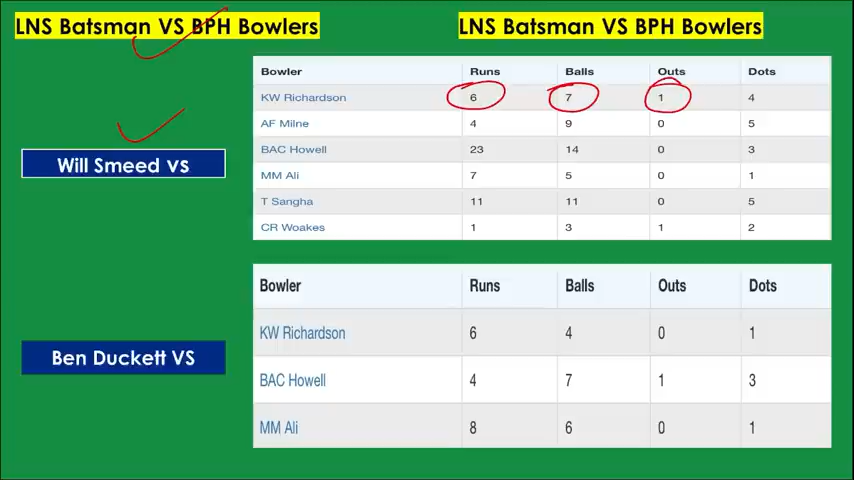 LNS Batsman VS BPH Bowlers
LNS Batsman VS BPH Bowlers
Will Smeed vs
Bowler Runs Balls Outs Dots
KW Richardson 6 7 1 4
AF Milne 4 9 0 5
BAC Howell 23 14 0 3
MM Ali 7 5 0 1
T Sangha 11 11 0 5
CR Woakes 1 3 1 2
Ben Duckett VS
Bowler Runs Balls Outs Dots
KW Richardson 6 4 0 1
BAC Howell 4 7 1 3
MM Ali 8 6 0 1